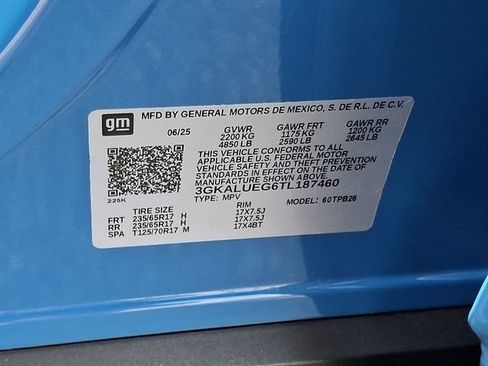 gm
MFD BY GENERAL MOTORS DE MEXICO, S. DE R.L. DE C.V.
06/25 GVWR GAWR FRT GAWR RR
2200 KG 1175 KG 1200 KG
4850 LB 2590 LB 2645 LB
THIS VEHICLE CONFORMS TO ALL
APPLICABLE U.S. FEDERAL MOTOR
VEHICLE SAFETY AND THEFT PREVENTION
STANDARDS IN EFFECT ON THE DATE OF
MANUFACTURE SHOWN ABOVE.
3GKALUEG6TL187460
225K TYPE: MPV
TIRE SIZE RIM MODEL: 60TPB26
FRT 235/65R17 H 17X7.5J
RR 235/65R17 H 17X7.5J
SPA T125/70R17 M 17X4BT